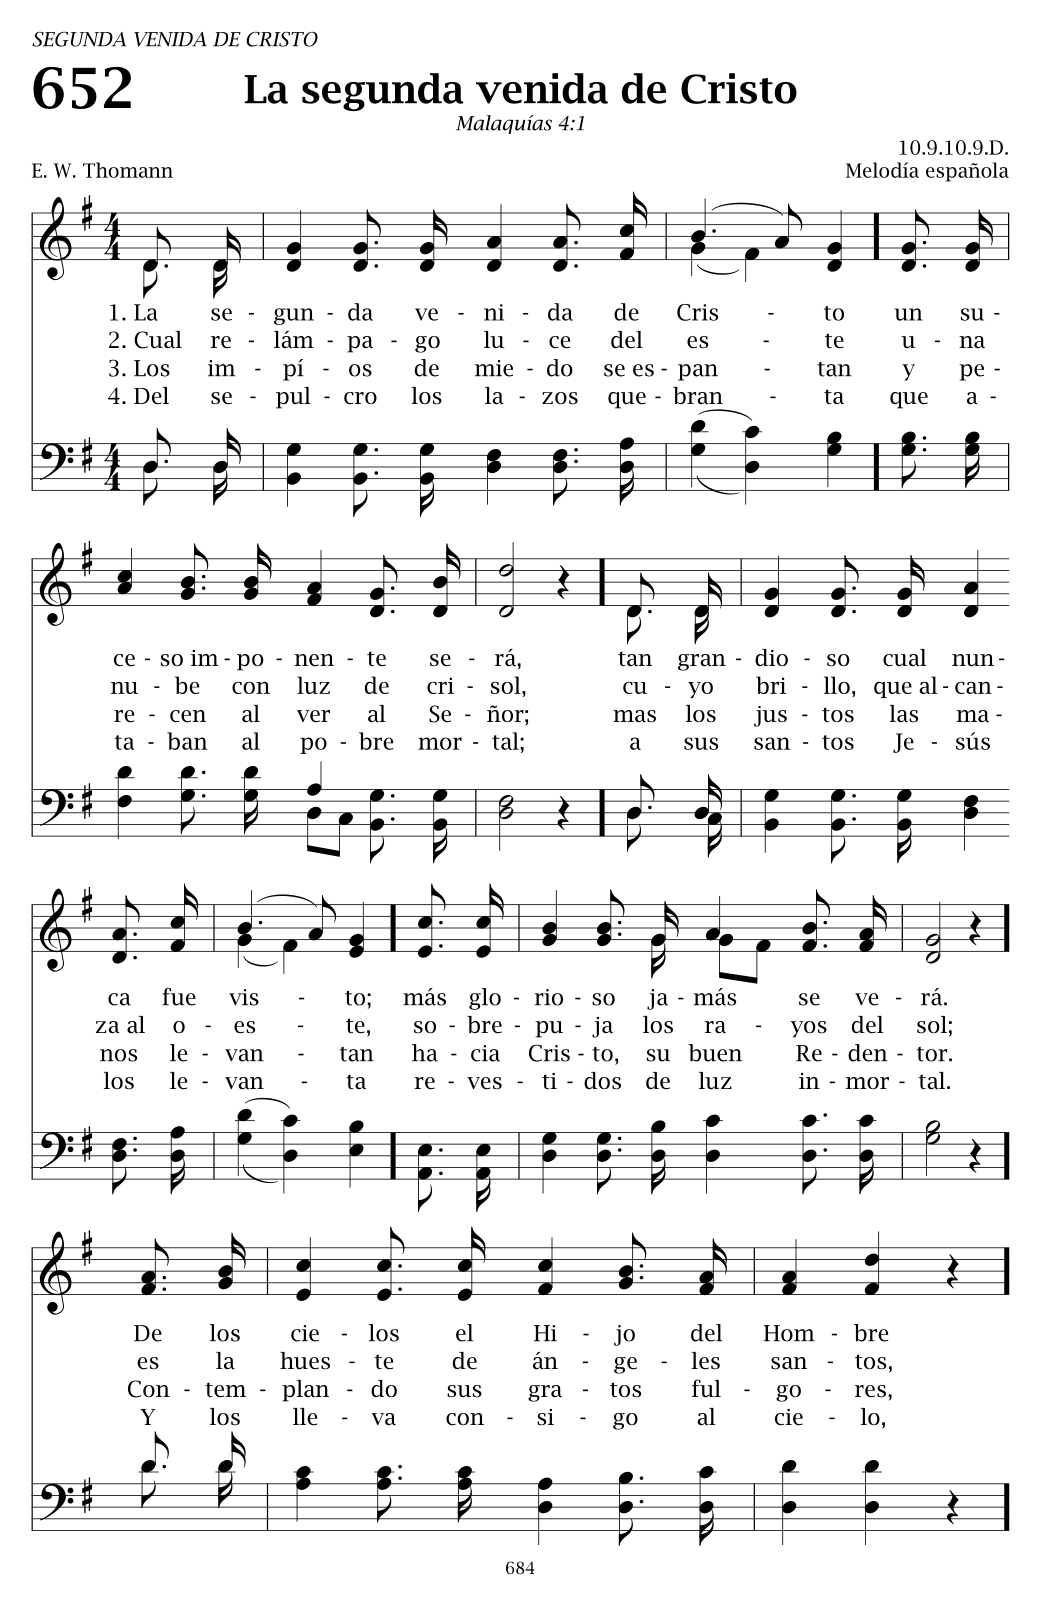 SEGUNDA VENIDA DE CRISTO
652 La segunda venida de Cristo
Malaquías 4:1
10.9.10.9.D.
E. W. Thomann Melodía española
1. La se - gun - da ve - ni - da de Cris - to un su -
2. Cual re - lám - pa - go lu - ce del es - te u - na
3. Los im - pí - os de mie - do se es - pan - tan y pe -
4. Del se - pul - cro los la - zos que - bran - ta que a -
ce - so im - po - nen - te se - rá, tan gran - dio - so cual nun -
nu - be con luz de cri - sol, cu - yo bri - llo, que al - can -
re - cen al ver al Se - ñor; mas los jus - tos las ma -
ta - ban al po - bre mor - tal; a sus san - tos Je - sús
ca fue vis - to; más glo - rio - so ja - más se ve - rá.
za al o - es - te, so - bre - pu - ja los ra - yos del sol;
nos le - van - tan ha - cia Cris - to, su buen Re - den - tor.
los le - van - ta re - ves - ti - dos de luz in - mor - tal.
De los cie - los el Hi - jo del Hom - bre
es la hues - te de án - ge - les san - tos,
Con - tem - plan - do sus gra - tos ful - go - res,
Y los lle - va con - si - go al cie - lo,
684